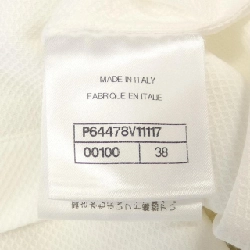 MADE IN ITALY
FABRIQUE EN ITALIE
P64478V11117
00100 38